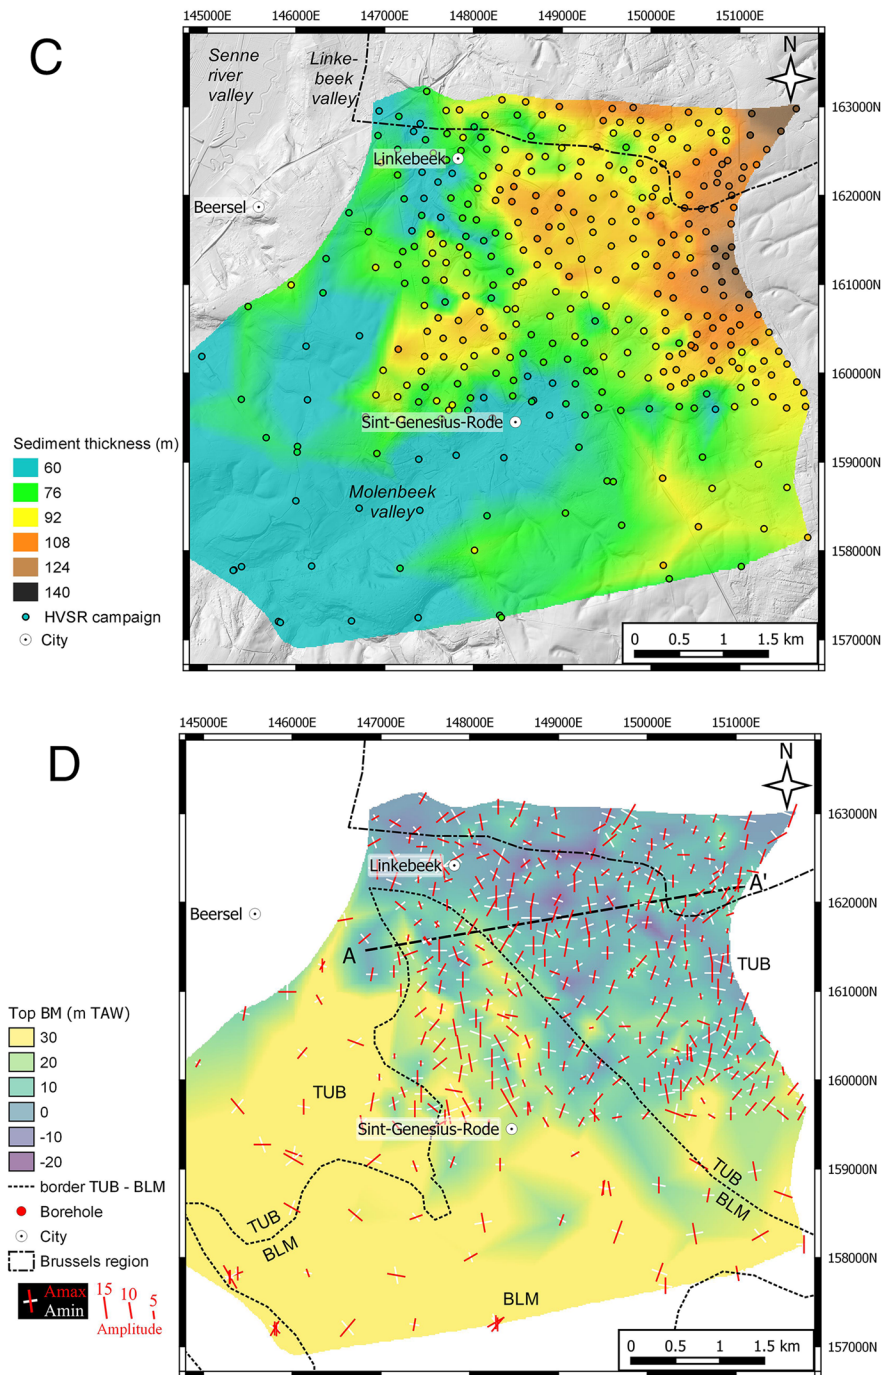 C
145000E 146000E 147000E 148000E 149000E 150000E 151000E
Senne
river
valley
Linke-
beek
valley
N
163000N
Linkebeek
162000N
Beersel
161000N
160000N
Sint-Genesius-Rode
159000N
Molenbeek
valley
158000N
157000N
Sediment thickness (m)
60
76
92
108
124
140
HVSR campaign
City
0 0.5 1 1.5 km
D
145000E 146000E 147000E 148000E 149000E 150000E 151000E
N
163000N
Linkebeek
A'
162000N
Beersel
A
TUB
161000N
TUB
160000N
Sint-Genesius-Rode
TUB
159000N
BLM
TUB
BLM
158000N
BLM
157000N
Top BM (m TAW)
30
20
10
0
-10
-20
border TUB - BLM
Borehole
City
Brussels region
Amax
Amin
15 10 5
Amplitude
0 0.5 1 1.5 km